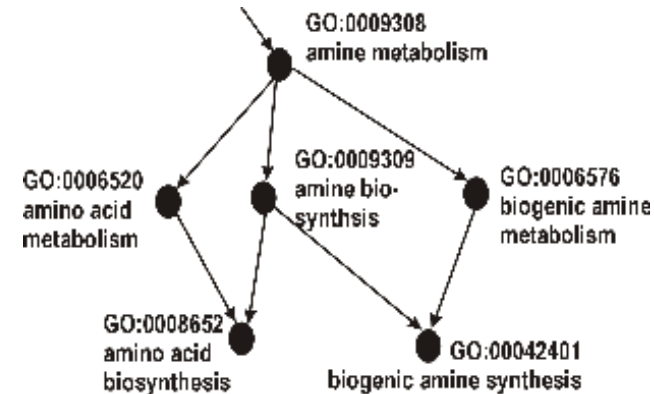 GO:0009308
amine metabolism
GO:0006520
amino acid
metabolism
GO:0009309
amine bio-
synthsis
GO:0006576
biogenic amine
metabolism
GO:0008652
amino acid
biosynthesis
GO:00042401
biogenic amine synthesis